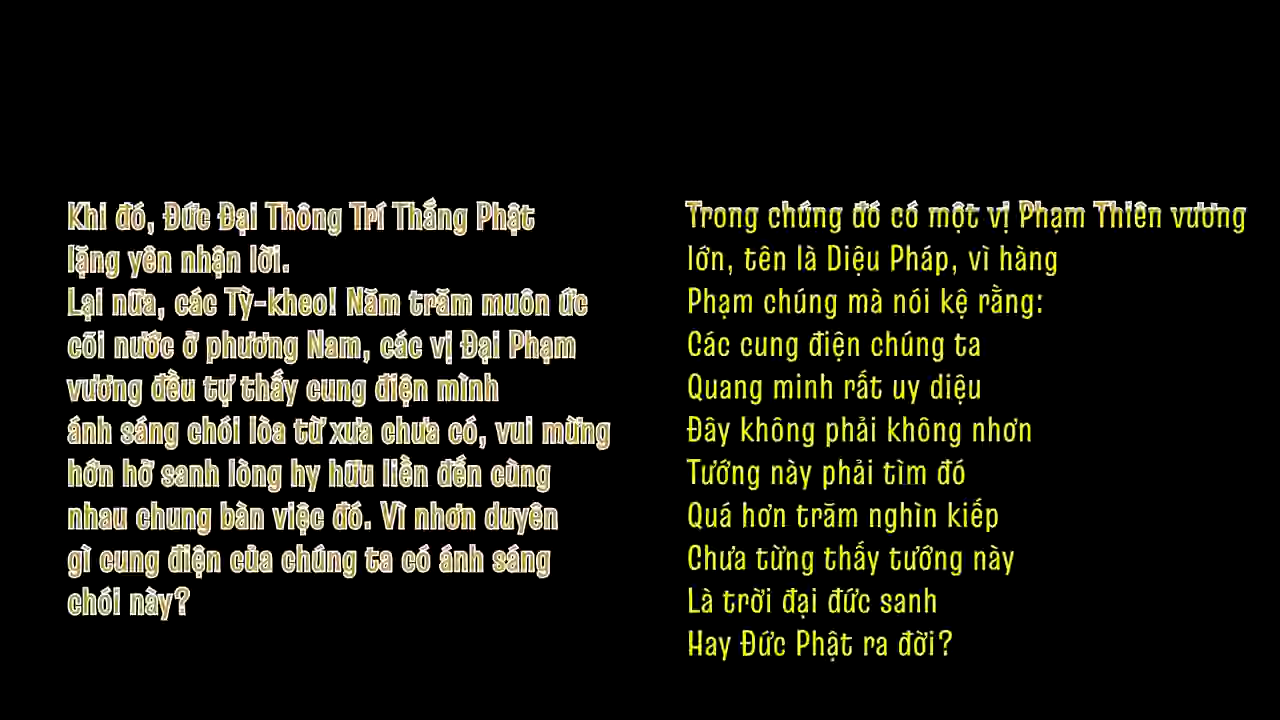 Khi đó, Đức Đại Thông Trí Thắng Phật
lặng yên nhận lời.
Lại nữa, các Tỳ-kheo! Năm trăm muôn ức
cõi nước ở phương Nam, các vị Đại Phạm
vương đều tự thấy cung điện mình
ánh sáng chói lòa từ xưa chưa có, vui mừng
hớn hở sanh lòng hy hữu liền đến cùng
nhau chung bàn việc đó. Vì nhơn duyên
gì cung điện của chúng ta có ánh sáng
chói này?
Trong chúng đó có một vị Phạm Thiên vương
lớn, tên là Diệu Pháp, vì hàng
Phạm chúng mà nói kệ rằng:
Các cung điện chúng ta
Quang minh rất uy diệu
Đây không phải không nhơn
Tướng này phải tìm đó
Quá hơn trăm nghìn kiếp
Chưa từng thấy tướng này
Là trời đại đức sanh
Hay Đức Phật ra đời?